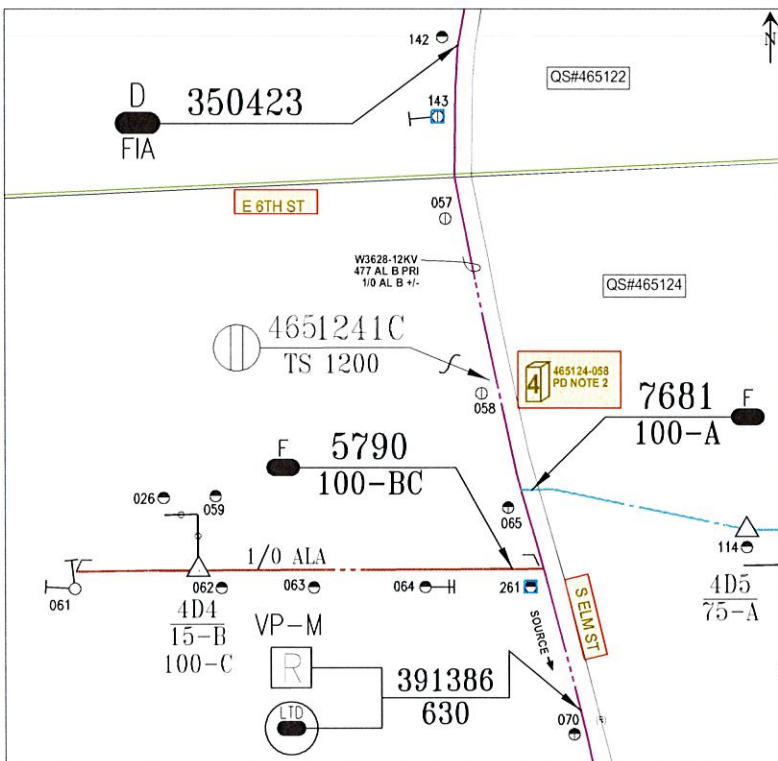 142
N
D
350423
FIA
QS#465122
143
E 6TH ST
057
W3628-12KV
477 AL B PRI
1/0 AL B +/-
QS#465124
4651241C
TS 1200
4
465124-058
PD NOTE 2
058
7681
F
100-A
F
5790
100-BC
026
059
065
114
1/0 ALA
061
062
063
064
261
4D4
15-B
100-C
4D5
75-A
S ELM ST
SOURCE
VP-M
R
LTD
391386
630
070